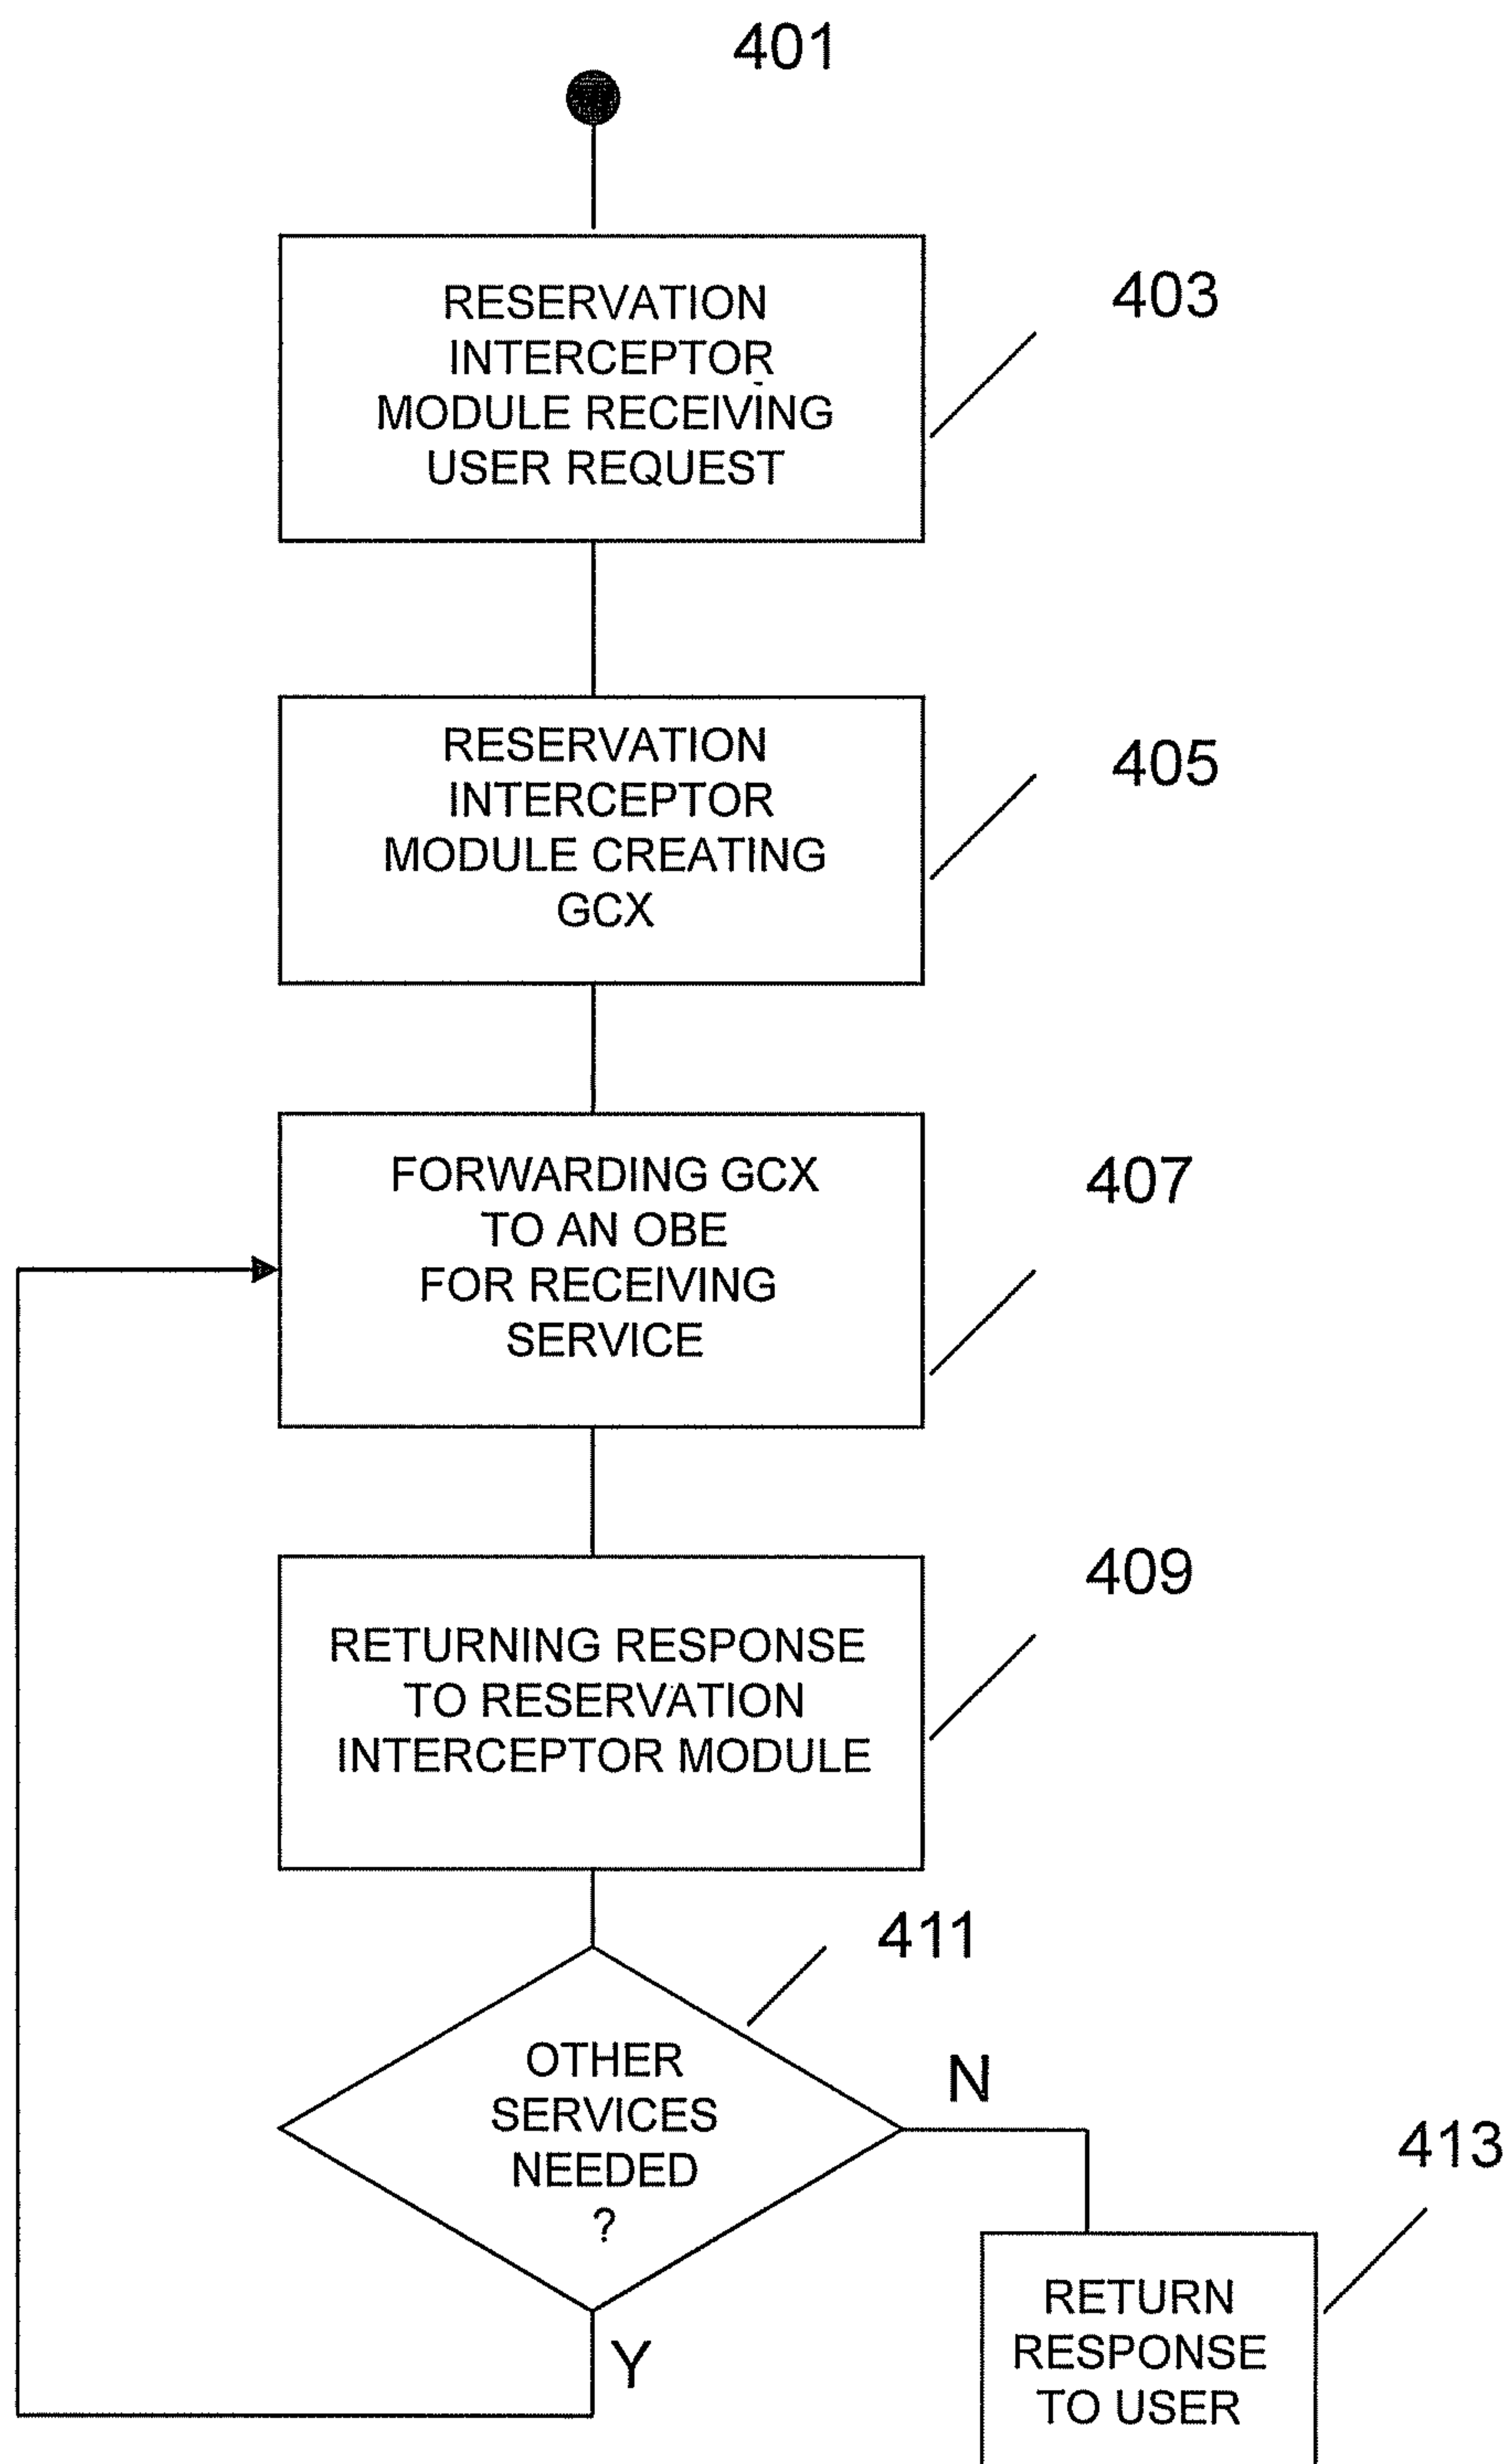 401
RESERVATION
INTERCEPTOR
MODULE RECEIVING
USER REQUEST
403
RESERVATION
INTERCEPTOR
MODULE CREATING
GCX
405
FORWARDING GCX
TO AN OBE
FOR RECEIVING
SERVICE
407
RETURNING RESPONSE
TO RESERVATION
INTERCEPTOR MODULE
409
411
OTHER
SERVICES
NEEDED
?
N
Y
413
RETURN
RESPONSE
TO USER